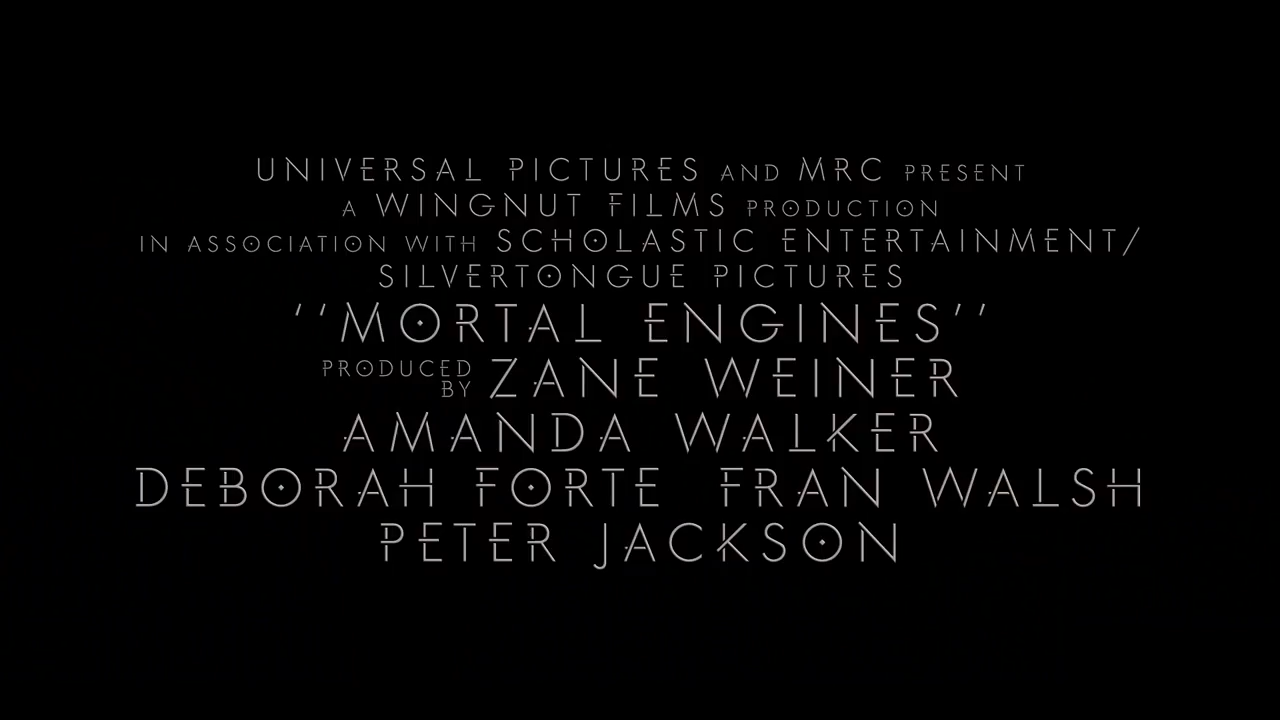 UNIVERSAL PICTURES AND MRC PRESENT
A WINGNUT FILMS PRODUCTION
IN ASSOCIATION WITH SCHOLASTIC ENTERTAINMENT/
SILVERTONGUE PICTURES
''MORTAL ENGINES''
PRODUCED BY ZANE WEINER
AMANDA WALKER
DEBORAH FORTE FRAN WALSH
PETER JACKSON